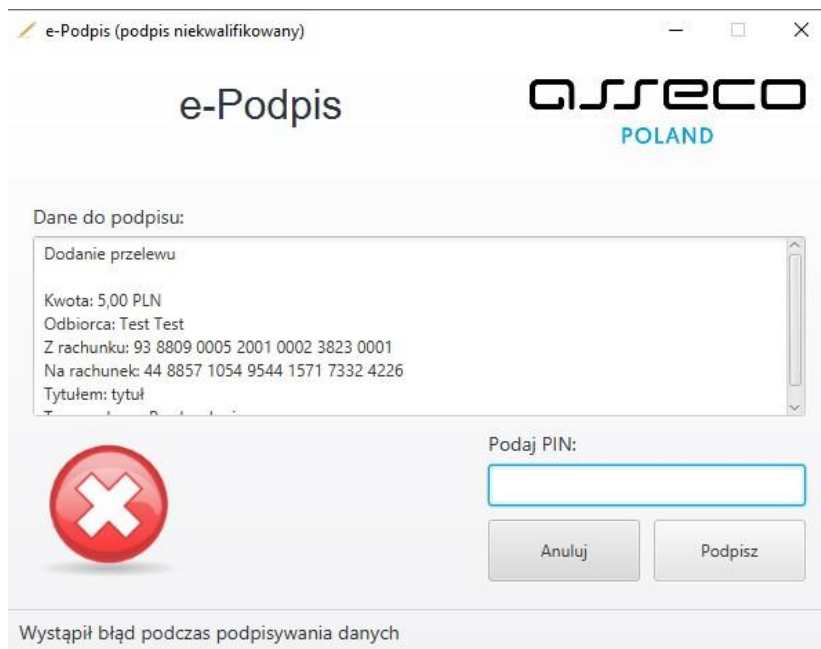 e-Podpis (podpis niekwalifikowany)
e-Podpis
asseco
POLAND
Dane do podpisu:
Dodanie przelewu
Kwota: 5,00 PLN
Odbiorca: Test Test
Z rachunku: 93 8809 0005 2001 0002 3823 0001
Na rachunek: 44 8857 1054 9544 1571 7332 4226
Tytułem: tytuł
Podaj PIN:
Anuluj
Podpisz
Wystąpił błąd podczas podpisywania danych